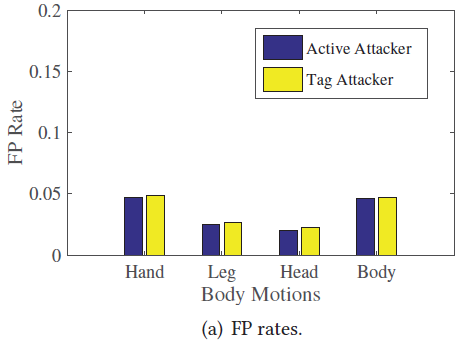 0.2
0.15
0.1
0.05
0
FP Rate
Active Attacker
Tag Attacker
Hand Leg Head Body
Body Motions
(a) FP rates.